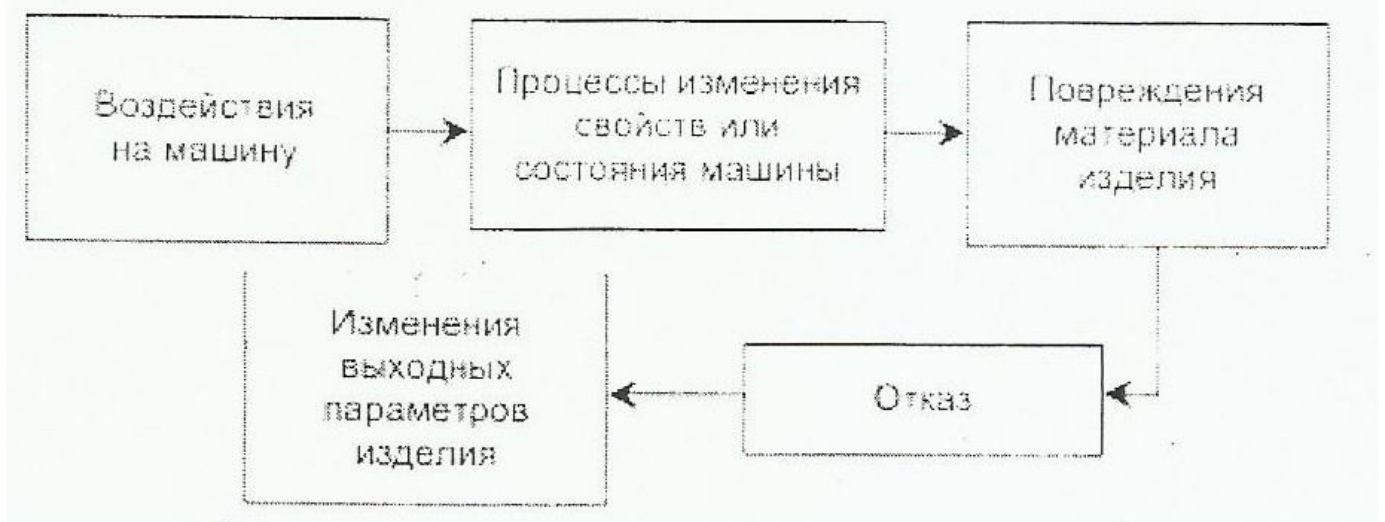 Воздействия
на машину
Процессы изменения
свойств или
состояния машины
Повреждения
материала
изделия
Изменения
выходных
параметров
изделия
Отказ